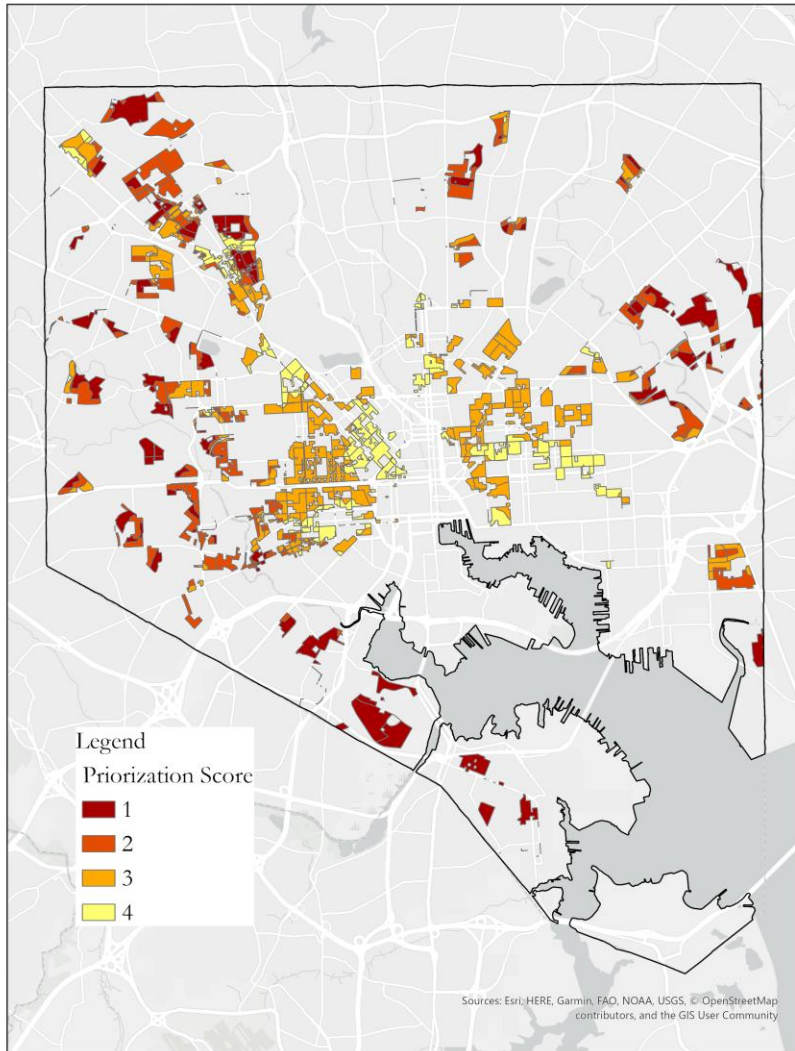 Legend
Priorization Score
1
2
3
4
Sources: Esri, HERE, Garmin, FAO, NOAA, USGS, © OpenStreetMap
contributors, and the GIS User Community